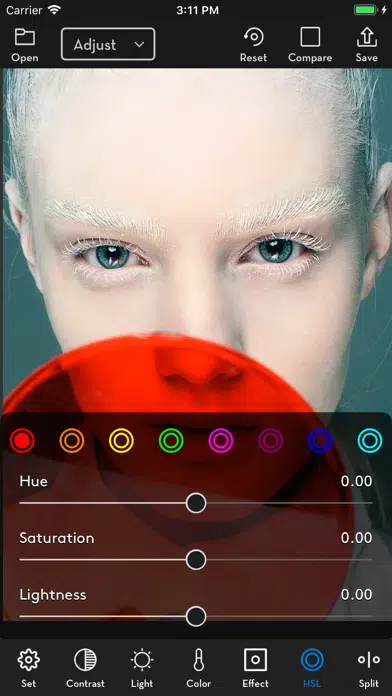 Carrier 3:11 PM
Open Adjust Reset Compare Save
Hue 0.00
Saturation 0.00
Lightness 0.00
Set Contrast Light Color Effect HSL Split